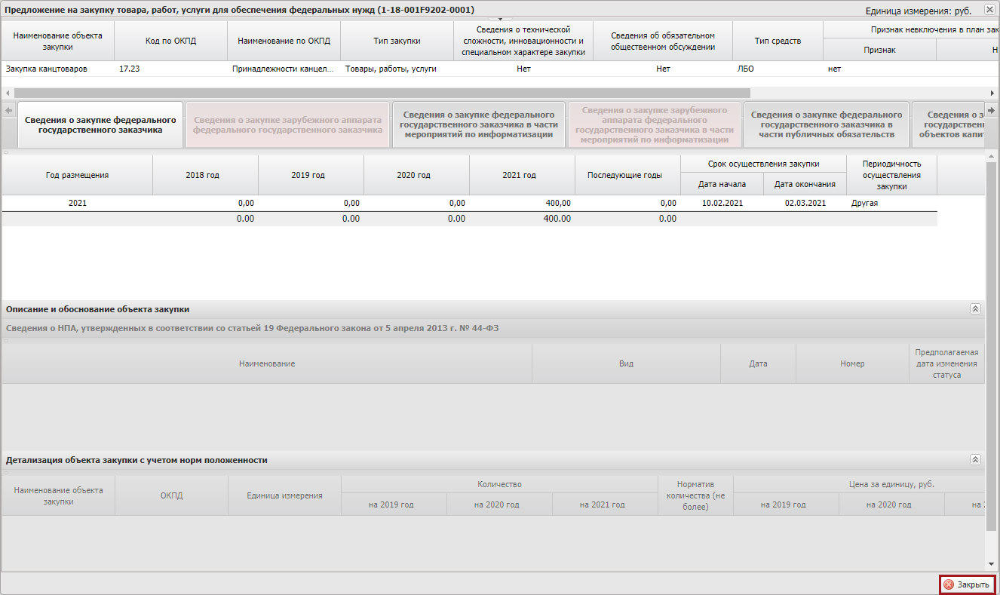 Предложение на закупку товара, работ, услуги для обеспечения федеральных нужд (1-18-001F9202-0001)
Единица измерения: руб.
Наименование объекта
закупки
Код по ОКПД
Наименование по ОКПД
Тип закупки
Сведения о технической
сложности, инновационности и
специальном характере закупки
Сведения об обязательном
общественном обсуждении
Тип средств
Признак невключения в план зак
Признак
Н
Закупка канцтоваров 17.23 Принадлежности канцел... Товары, работы, услуги Нет Нет ЛБО нет
Сведения о закупке федерального
государственного заказчика
Сведения о закупке зарубежного аппарата
федерального государственного заказчика
Сведения о закупке федерального
государственного заказчика в части
мероприятий по информатизации
Сведения о закупке зарубежного
аппарата федерального
государственного заказчика в части
мероприятий по информатизации
Сведения о закупке федерального
государственного заказчика в
части публичных обязательств
Сведения о з
государственн
объектов капит
Год размещения
2018 год
2019 год
2020 год
2021 год
Последующие годы
Срок осуществления закупки
Дата начала
Дата окончания
Периодичность
осуществления
закупки
2021 0,00 0,00 0,00 400,00 0,00 10.02.2021 02.03.2021 Другая
0.00 0.00 0.00 400.00 0.00
Описание и обоснование объекта закупки
Сведения о НПА, утвержденных в соответствии со статьей 19 Федерального закона от 5 апреля 2013 г. № 44-ФЗ
Наименование
Вид
Дата
Номер
Предполагаемая
дата изменения
статуса
Детализация объекта закупки с учетом норм положенности
Наименование объекта
закупки
ОКПД
Единица измерения
Количество
на 2019 год
на 2020 год
на 2021 год
Норматив
количества (не
более)
Цена за единицу, руб.
на 2019 год
на 2020 год
на 2
Закрыть